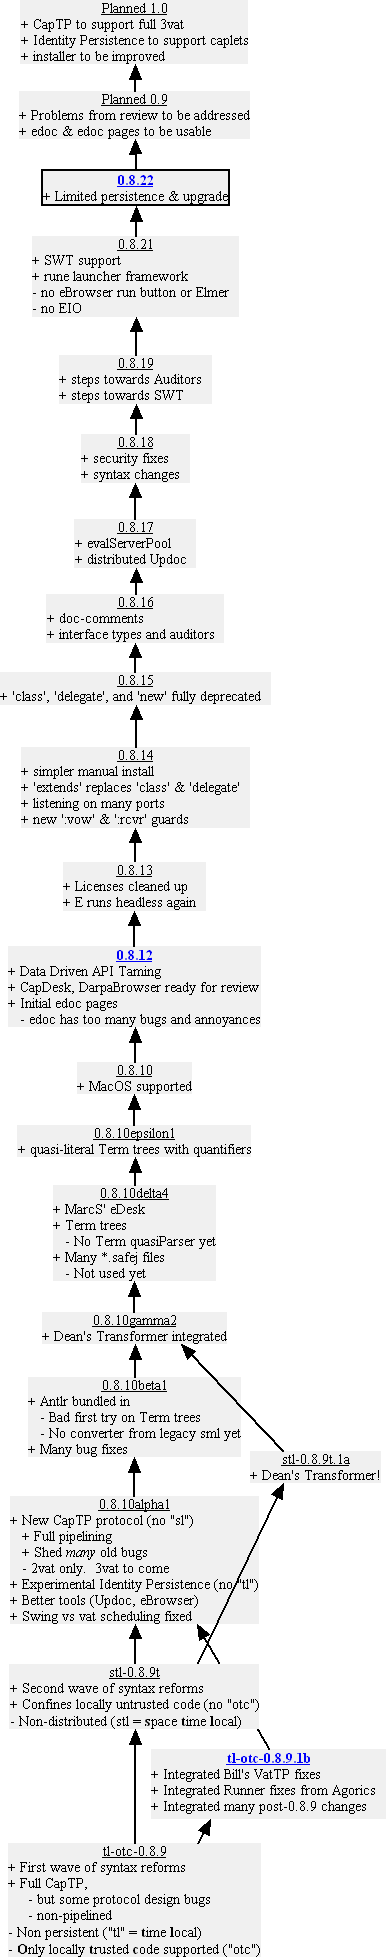 Planned 1.0
+ CapTP to support full 3vat
+ Identity Persistence to support caplets
+ installer to be improved
Planned 0.9
+ Problems from review to be addressed
+ edoc & edoc pages to be usable
0.8.22
+ Limited persistence & upgrade
0.8.21
+ SWT support
+ rune launcher framework
- no eBrowser run button or Elmer
- no EIO
0.8.19
+ steps towards Auditors
+ steps towards SWT
0.8.18
+ security fixes
+ syntax changes
0.8.17
+ evalServerPool
+ distributed Updoc
0.8.16
+ doc-comments
+ interface types and auditors
0.8.15
+ 'class', 'delegate', and 'new' fully deprecated
0.8.14
+ simpler manual install
+ 'extends' replaces 'class' & 'delegate'
+ listening on many ports
+ new ':vow' & ':rcvr' guards
0.8.13
+ Licenses cleaned up
+ E runs headless again
0.8.12
+ Data Driven API Taming
+ CapDesk, DarpaBrowser ready for review
+ Initial edoc pages
- edoc has too many bugs and annoyances
0.8.10
+ MacOS supported
0.8.10epsilon1
+ quasi-literal Term trees with quantifiers
0.8.10delta4
+ MarcS' eDesk
+ Term trees
- No Term quasiParser yet
+ Many *.safej files
- Not used yet
0.8.10gamma2
+ Dean's Transformer integrated
0.8.10beta1
+ Antlr bundled in
- Bad first try on Term trees
- No converter from legacy sml yet
+ Many bug fixes
stl-0.8.9t.1a
+ Dean's Transformer!
0.8.10alpha1
+ New CapTP protocol (no "sl")
+ Full pipelining
+ Shed many old bugs
- 2vat only. 3vat to come
+ Experimental Identity Persistence (no "tl")
+ Better tools (Updoc, eBrowser)
+ Swing vs vat scheduling fixed
stl-0.8.9t
+ Second wave of syntax reforms
+ Confines locally untrusted code (no "otc")
- Non-distributed (stl = space time local)
tl-otc-0.8.9.1b
+ Integrated Bill's VatTP fixes
+ Integrated Runner fixes from Agorics
+ Integrated many post-0.8.9 changes
tl-otc-0.8.9
+ First wave of syntax reforms
+ Full CapTP,
- but some protocol design bugs
- non-pipelined
- Non persistent ("tl" = time local)
- Only locally trusted code supported ("otc")